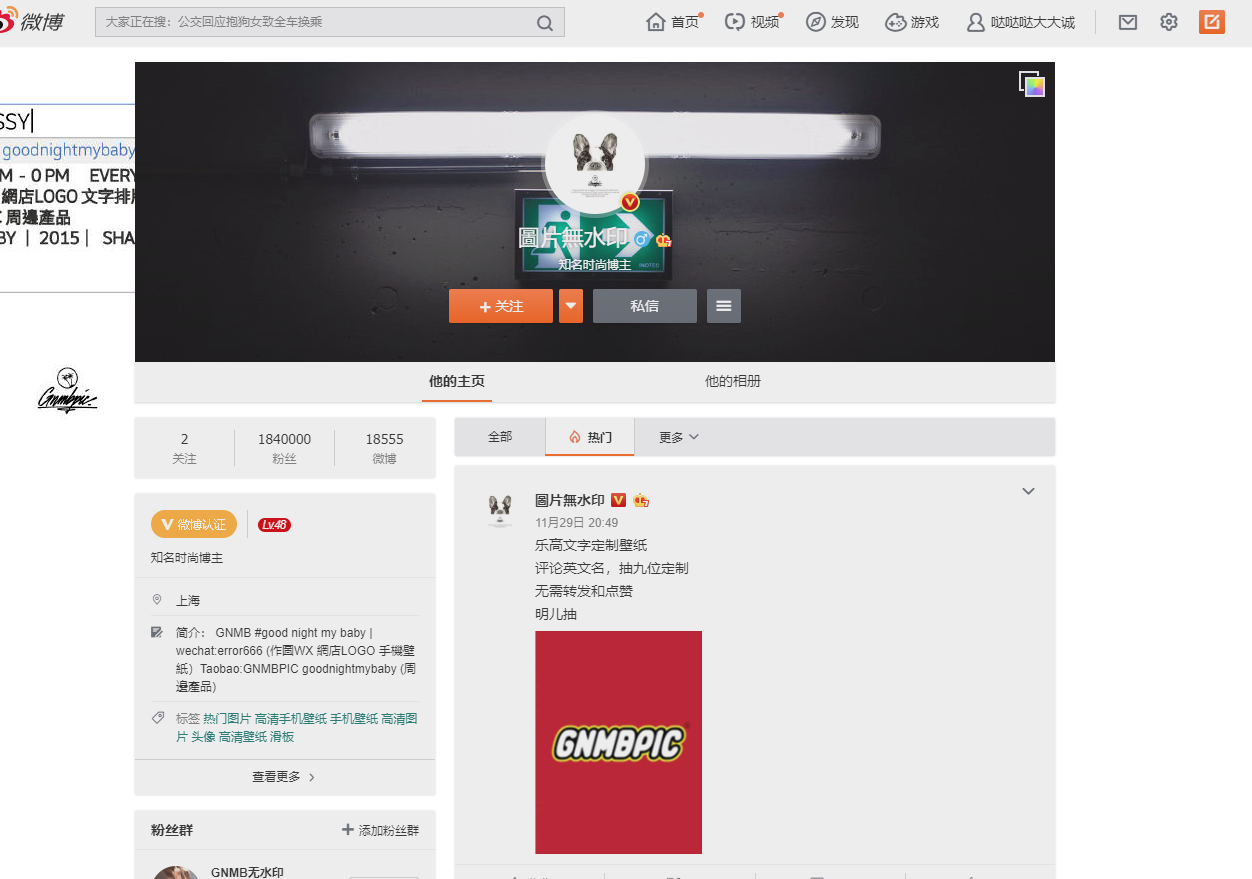 微博
大家正在搜：公交回应抱狗女致全车换乘
首页
视频
发现
游戏
哒哒哒大大诚
SSY
goodnightmybaby
M - 0 PM EVERY
網店LOGO 文字排版
周邊產品
BY | 2015 | SHA
Gnmbpic.
圖片無水印
知名时尚博主
+ 关注
私信
他的主页
他的相册
2
关注
1840000
粉丝
18555
微博
全部
热门
更多
V 微博认证
Lv.48
知名时尚博主
上海
简介： GNMB #good night my baby |
wechat:error666 (作圖WX 網店LOGO 手機壁
紙）Taobao:GNMBPIC goodnightmybaby (周
邊產品)
标签 热门图片 高清手机壁纸 手机壁纸 高清图
片 头像 高清壁纸 滑板
查看更多
粉丝群
添加粉丝群
GNMB无水印
圖片無水印
11月29日 20:49
乐高文字定制壁纸
评论英文名，抽九位定制
无需转发和点赞
明儿抽
GNMBPIC